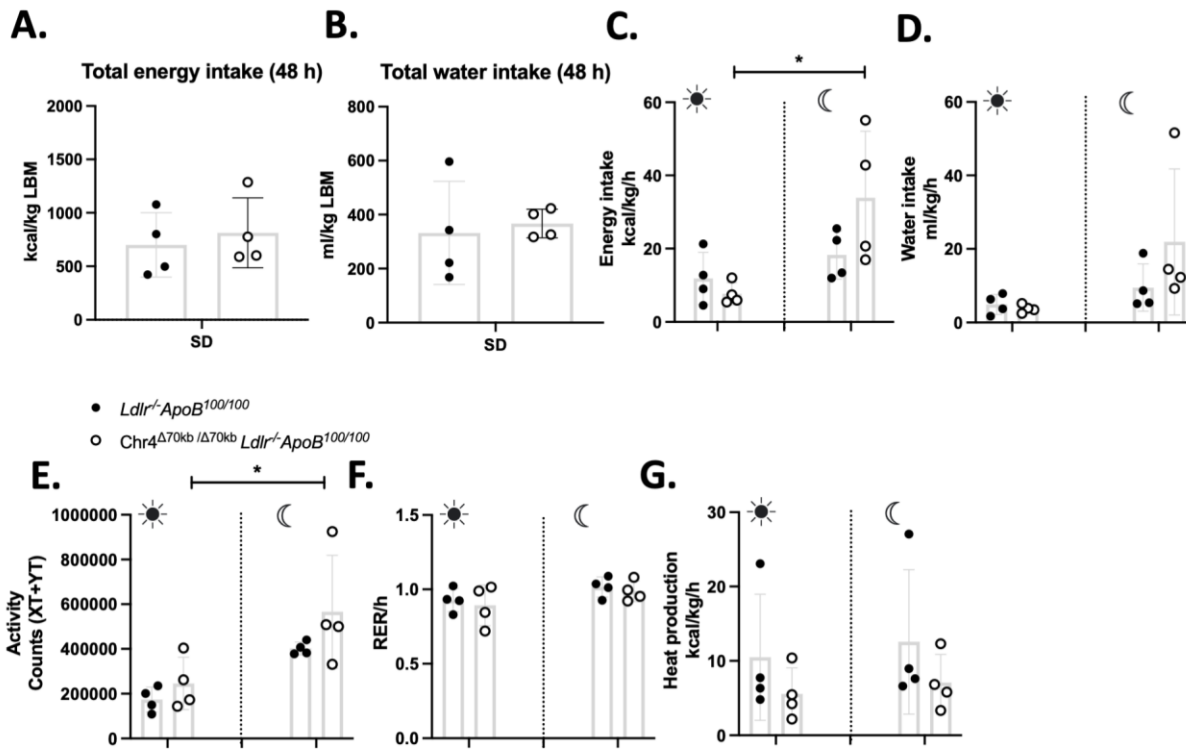 A.
Total energy intake (48 h)
kcal/kg LBM
2000
1500
1000
500
0
SD
B.
Total water intake (48 h)
ml/kg LBM
800
600
400
200
0
SD
C.
*
Energy intake
kcal/kg/h
60
40
20
0
D.
Water intake
ml/kg/h
60
40
20
0
● Ldlr⁻/⁻ApoB¹⁰⁰/¹⁰⁰
○ Chr4^Δ70kb /Δ70kb Ldlr⁻/⁻ApoB¹⁰⁰/¹⁰⁰
E.
*
Activity
Counts (XT+YT)
1000000
800000
600000
400000
200000
0
F.
RER/h
1.5
1.0
0.5
0.0
G.
Heat production
kcal/kg/h
30
20
10
0